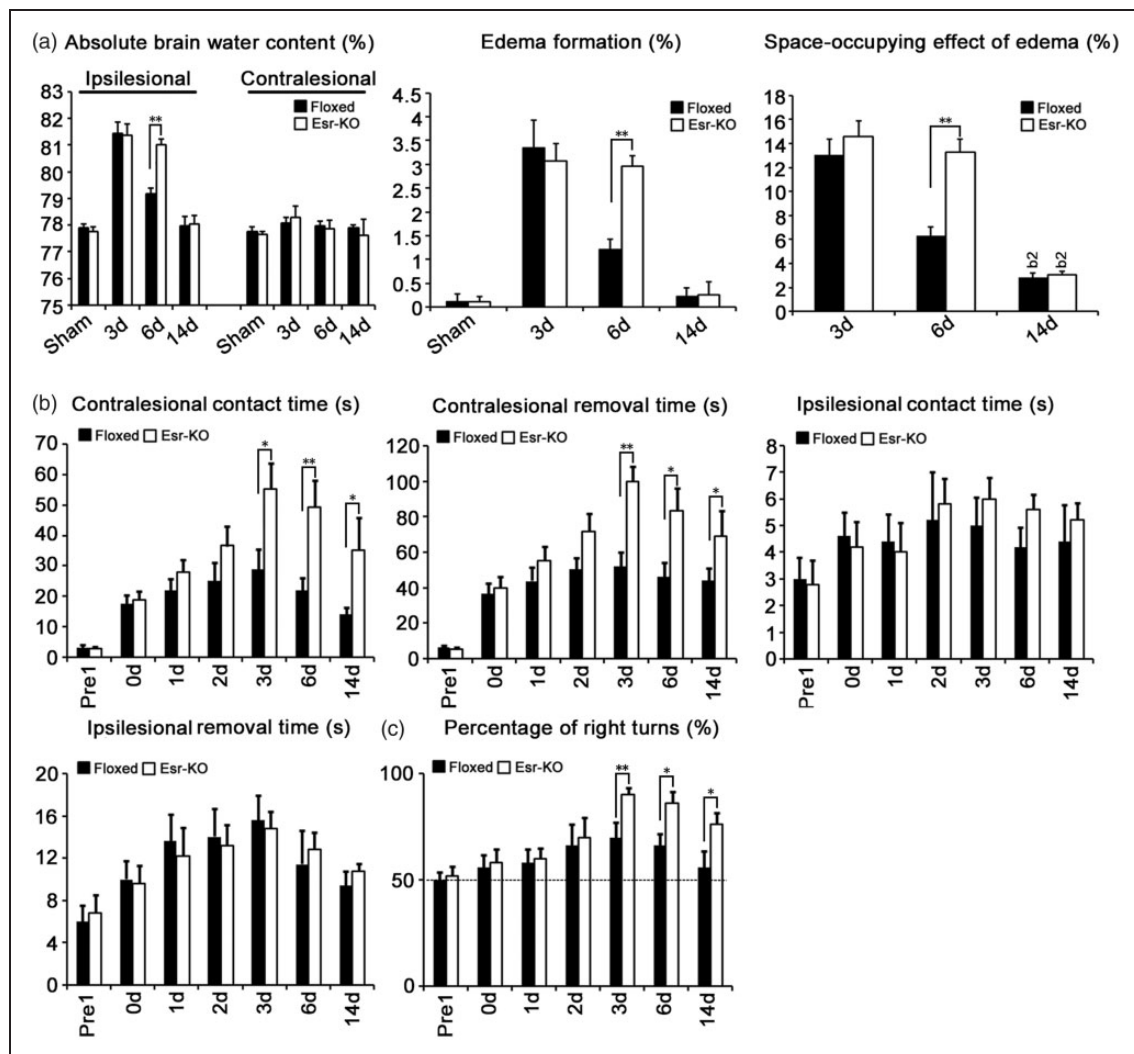 (a) Absolute brain water content (%)
Ipsilesional Contralesional
Floxed
Esr-KO
83
82
81
80
79
78
77
76
75
**
Sham 3d 6d 14d Sham 3d 6d 14d
Edema formation (%)
Floxed
Esr-KO
4.5
4
3.5
3
2.5
2
1.5
1
0.5
0
**
Sham 3d 6d 14d
Space-occupying effect of edema (%)
Floxed
Esr-KO
18
16
14
12
10
8
6
4
2
0
**
b2 b2
3d 6d 14d
(b) Contralesional contact time (s)
Floxed Esr-KO
70
60
50
40
30
20
10
0
* ** *
Pre1 0d 1d 2d 3d 6d 14d
Contralesional removal time (s)
Floxed Esr-KO
120
100
80
60
40
20
0
** * *
Pre1 0d 1d 2d 3d 6d 14d
Ipsilesional contact time (s)
Floxed Esr-KO
8
7
6
5
4
3
2
1
0
Pre1 0d 1d 2d 3d 6d 14d
Ipsilesional removal time (s)
Floxed Esr-KO
20
16
12
8
4
0
Pre1 0d 1d 2d 3d 6d 14d
(c) Percentage of right turns (%)
Floxed Esr-KO
100
50
0
** * *
Pre1 0d 1d 2d 3d 6d 14d